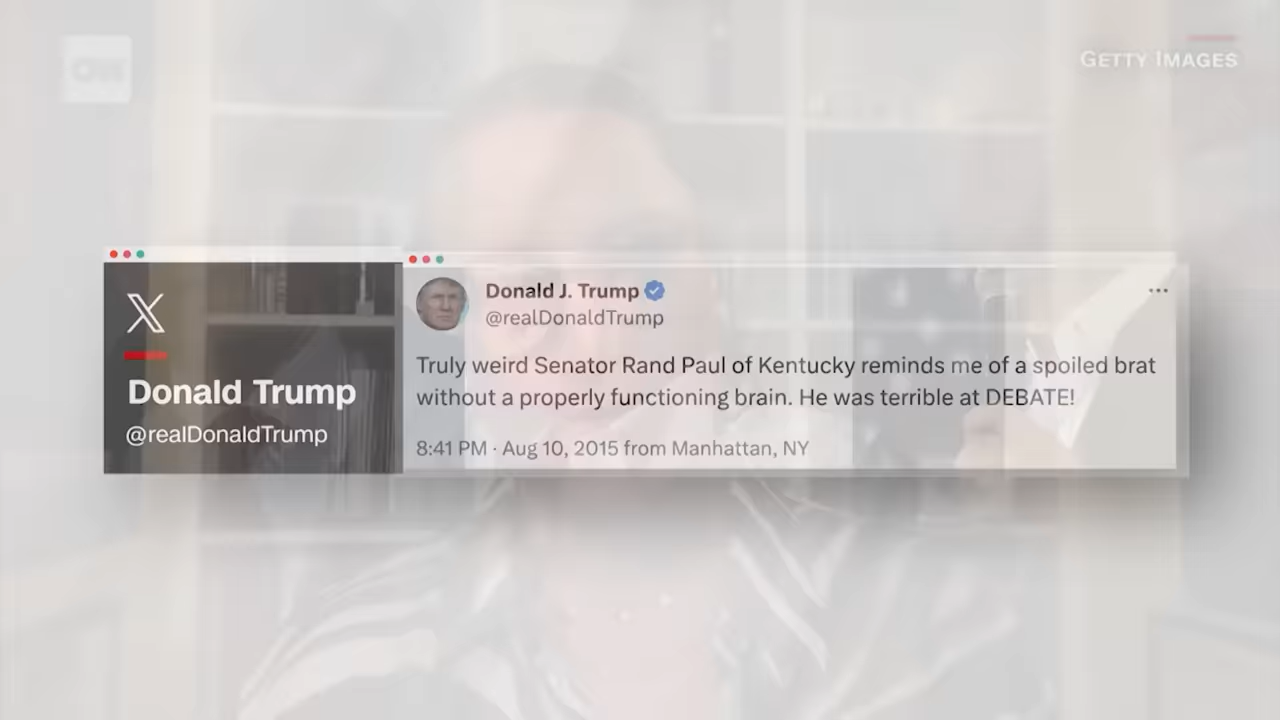 CNN
GETTY IMAGES
X
Donald Trump
@realDonaldTrump
Donald J. Trump
@realDonaldTrump
Truly weird Senator Rand Paul of Kentucky reminds me of a spoiled brat
without a properly functioning brain. He was terrible at DEBATE!
8:41 PM · Aug 10, 2015 from Manhattan, NY